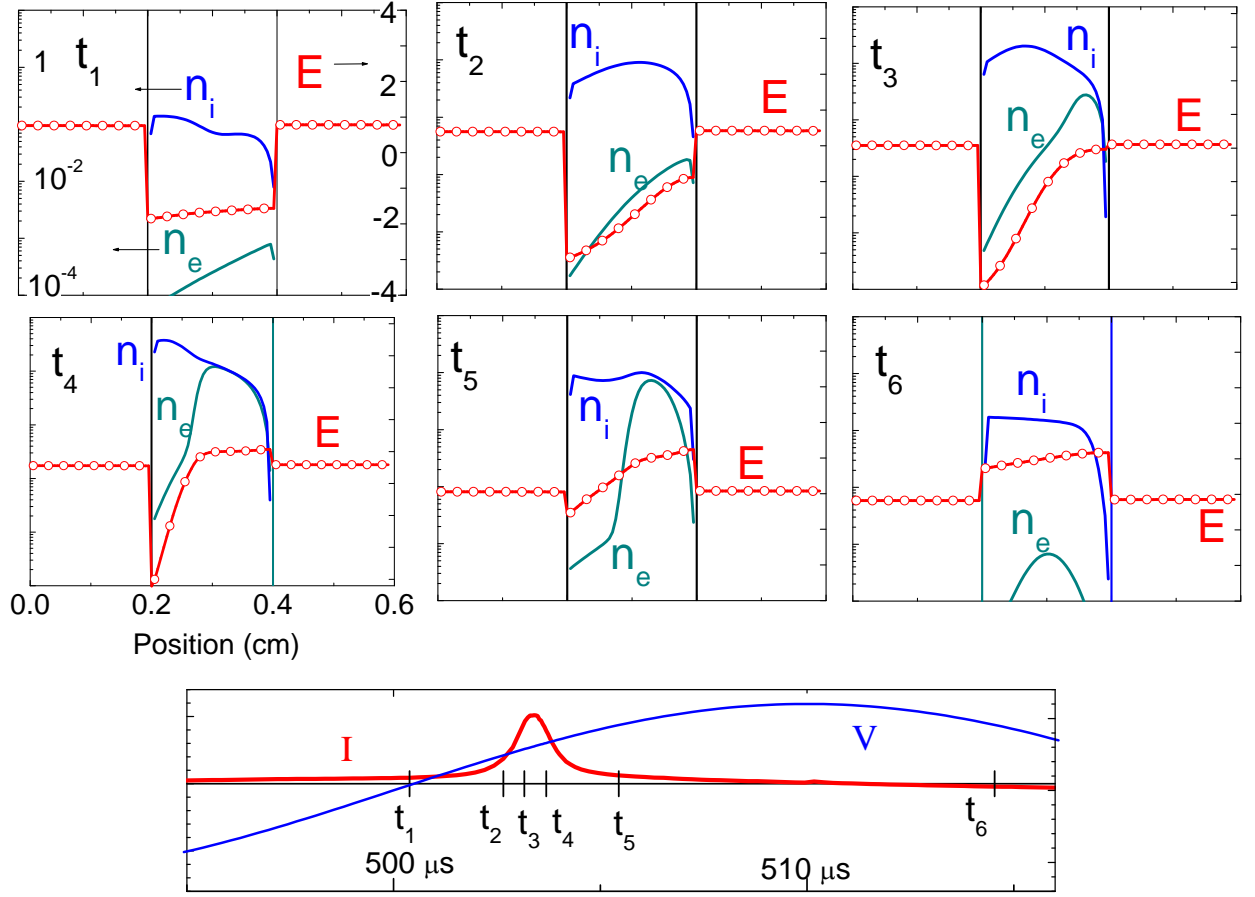 t₁
1
10⁻²
10⁻⁴
nᵢ
nₑ
E
4
2
0
-2
-4
t₂
nᵢ
nₑ
E
t₃
nᵢ
nₑ
E
t₄
nᵢ
nₑ
E
0.0 0.2 0.4 0.6
Position (cm)
t₅
nᵢ
nₑ
E
t₆
nᵢ
nₑ
E
I
V
t₁ t₂ t₃ t₄ t₅ t₆
500 μs 510 μs